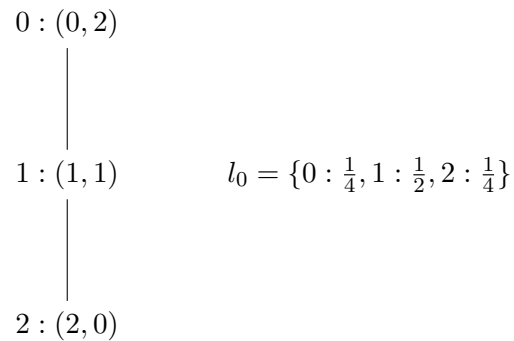 0 : (0, 2)
1 : (1, 1)
l₀ = {0 : 1/4, 1 : 1/2, 2 : 1/4}
2 : (2, 0)